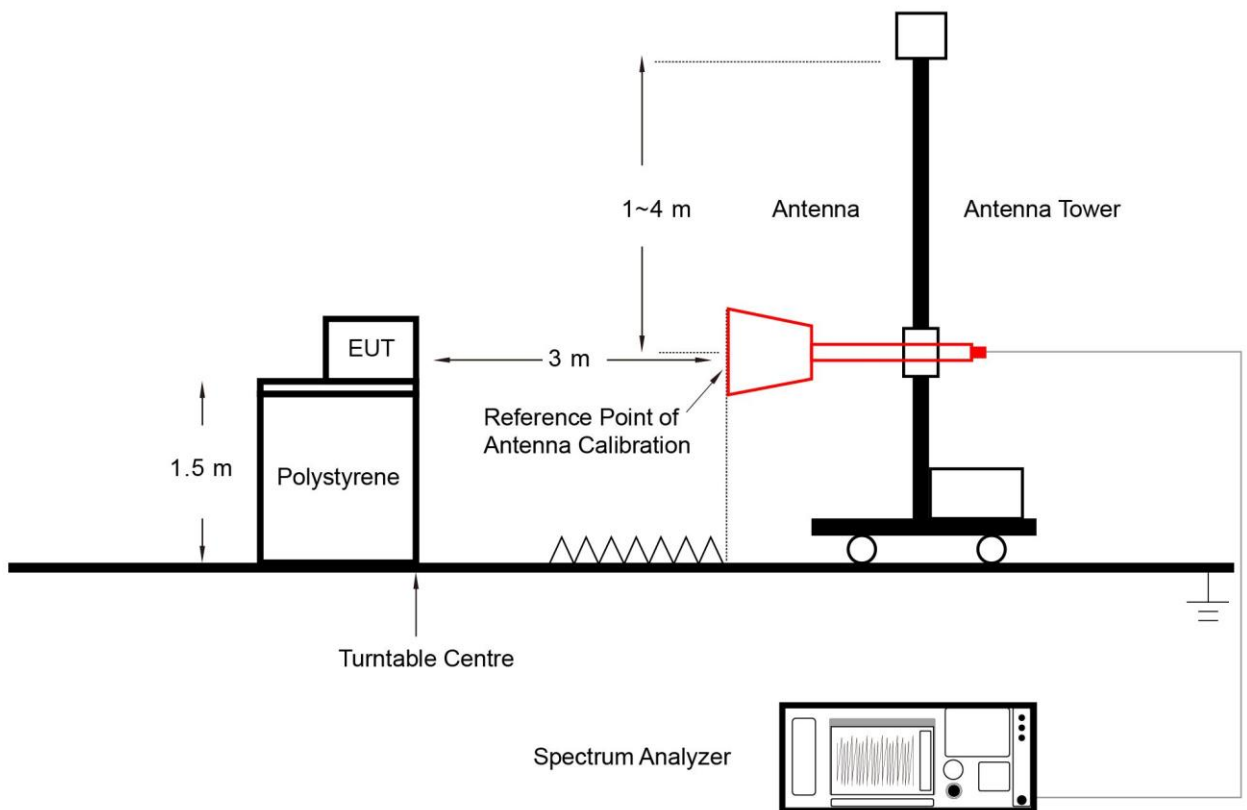 1~4 m
Antenna
Antenna Tower
EUT
3 m
Reference Point of
Antenna Calibration
1.5 m
Polystyrene
Turntable Centre
Spectrum Analyzer